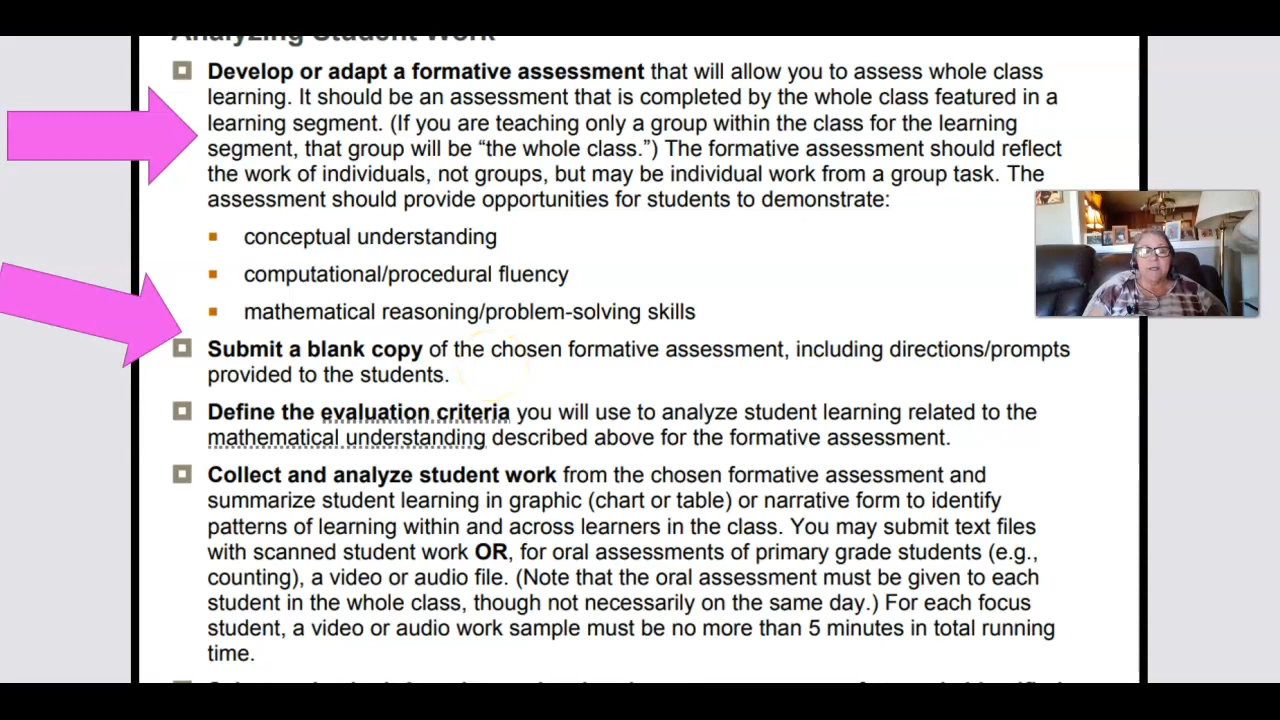 Analyzing Student Work
Develop or adapt a formative assessment that will allow you to assess whole class
learning. It should be an assessment that is completed by the whole class featured in a
learning segment. (If you are teaching only a group within the class for the learning
segment, that group will be “the whole class.”) The formative assessment should reflect
the work of individuals, not groups, but may be individual work from a group task. The
assessment should provide opportunities for students to demonstrate:
conceptual understanding
computational/procedural fluency
mathematical reasoning/problem-solving skills
Submit a blank copy of the chosen formative assessment, including directions/prompts
provided to the students.
Define the evaluation criteria you will use to analyze student learning related to the
mathematical understanding described above for the formative assessment.
Collect and analyze student work from the chosen formative assessment and
summarize student learning in graphic (chart or table) or narrative form to identify
patterns of learning within and across learners in the class. You may submit text files
with scanned student work OR, for oral assessments of primary grade students (e.g.,
counting), a video or audio file. (Note that the oral assessment must be given to each
student in the whole class, though not necessarily on the same day.) For each focus
student, a video or audio work sample must be no more than 5 minutes in total running
time.